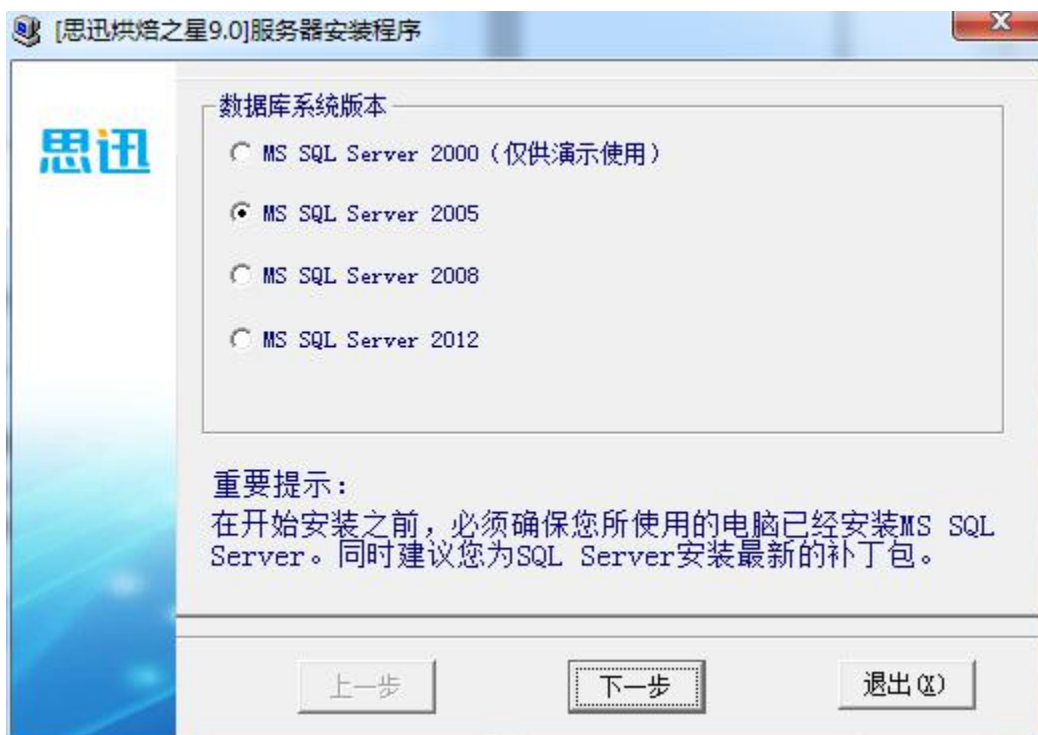 [思迅烘焙之星9.0]服务器安装程序
思迅
数据库系统版本
MS SQL Server 2000（仅供演示使用）
MS SQL Server 2005
MS SQL Server 2008
MS SQL Server 2012
重要提示：
在开始安装之前，必须确保您所使用的电脑已经安装MS SQL
Server。同时建议您为SQL Server安装最新的补丁包。
上一步
下一步
退出(X)